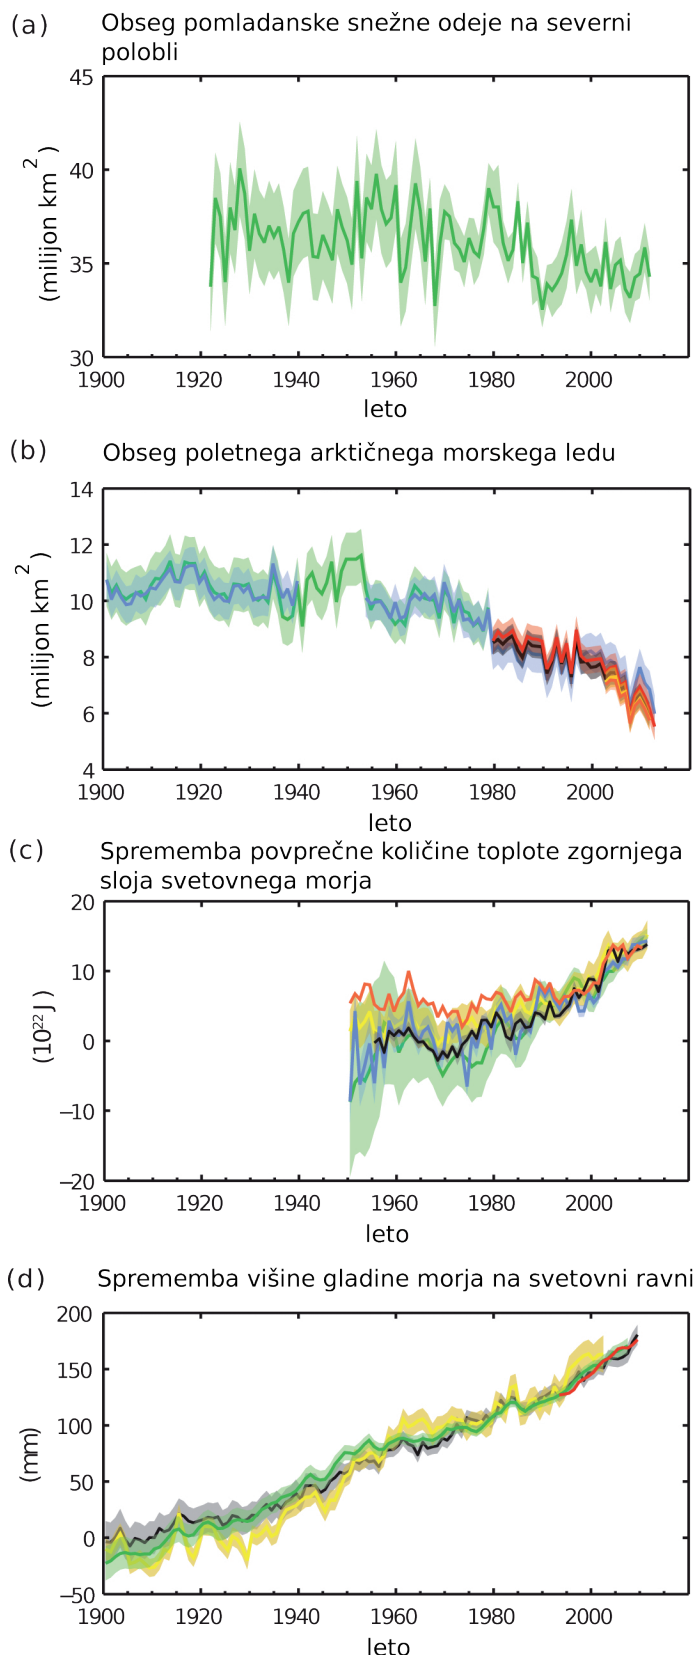 (a) Obseg pomladanske snežne odeje na severni
polobli
45
40
35
30
(milijon km 2 )
1900 1920 1940 1960 1980 2000
leto
(b) Obseg poletnega arktičnega morskega ledu
14
12
10
8
6
4
(milijon km 2 )
1900 1920 1940 1960 1980 2000
leto
(c) Sprememba povprečne količine toplote zgornjega
sloja svetovnega morja
20
10
0
−10
−20
(10²²J )
1900 1920 1940 1960 1980 2000
leto
(d) Sprememba višine gladine morja na svetovni ravni
200
150
100
50
0
−50
(mm)
1900 1920 1940 1960 1980 2000
leto